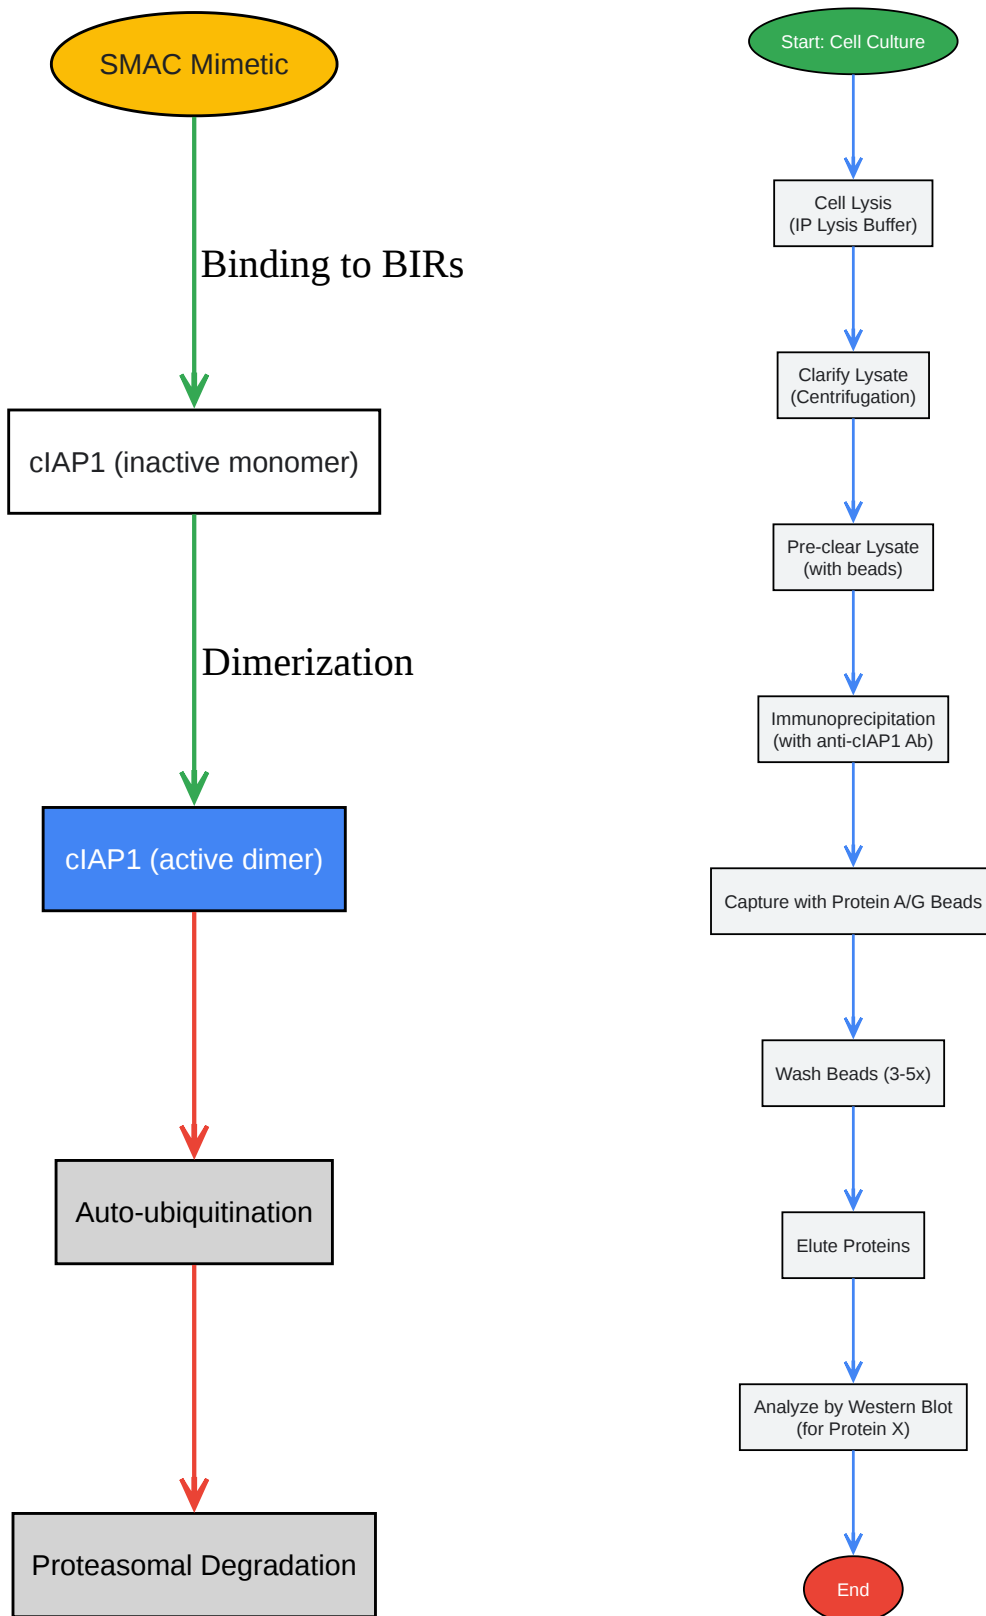 SMAC Mimetic
Binding to BIRs
cIAP1 (inactive monomer)
Dimerization
cIAP1 (active dimer)
Auto-ubiquitination
Proteasomal Degradation
Start: Cell Culture
Cell Lysis
(IP Lysis Buffer)
Clarify Lysate
(Centrifugation)
Pre-clear Lysate
(with beads)
Immunoprecipitation
(with anti-cIAP1 Ab)
Capture with Protein A/G Beads
Wash Beads (3-5x)
Elute Proteins
Analyze by Western Blot
(for Protein X)
End